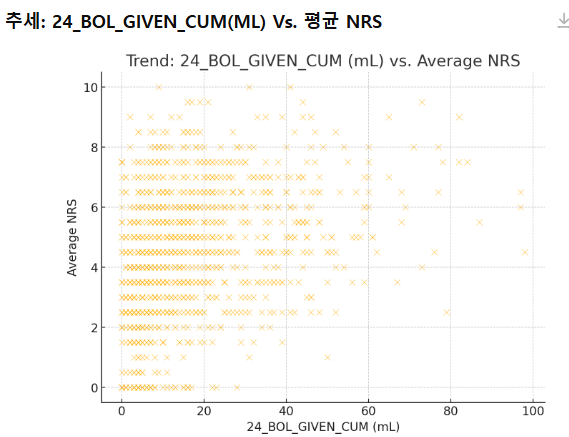 추세: 24_BOL_GIVEN_CUM(ML) Vs. 평균 NRS
Trend: 24_BOL_GIVEN_CUM (mL) vs. Average NRS
10
8
6
4
2
0
Average NRS
0 20 40 60 80 100
24_BOL_GIVEN_CUM (mL)